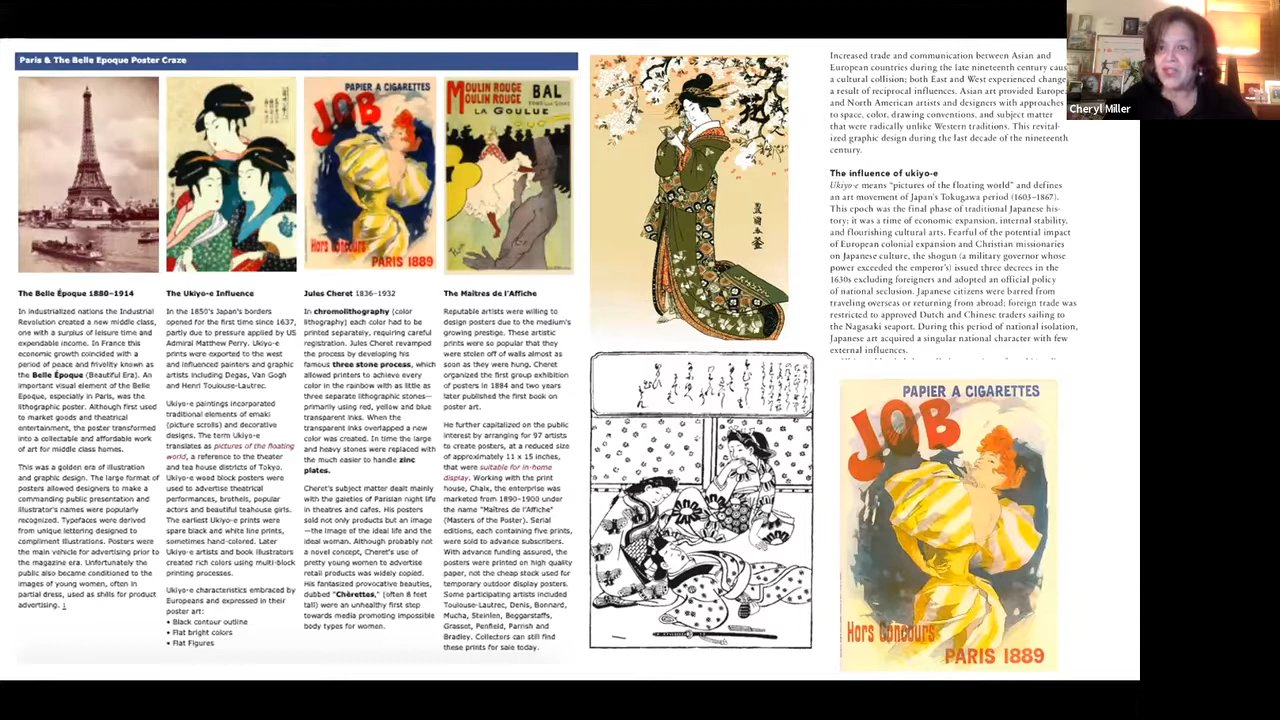 Paris & The Belle Epoque Poster Craze
PAPIER A CIGARETTES
JOB
Hors Concours
PARIS 1889
MOULIN ROUGE BAL
MOULIN ROUGE
LA GOULUE
The Belle Époque 1880–1914
In industrialized nations the Industrial
Revolution created a new middle class,
one with a surplus of leisure time and
expendable income. In France this
economic growth coincided with a
period of peace and frivolity known as
the Belle Époque (Beautiful Era). An
important visual element of the Belle
Epoque, especially in Paris, was the
lithographic poster. Although first used
to market goods and theatrical
entertainment, the poster transformed
into a collectable and affordable work
of art for middle class homes.
This was a golden era of illustration
and graphic design. The large format of
posters allowed designers to make a
commanding public presentation and
illustrator's names were popularly
recognized. Typefaces were derived
from unique lettering designed to
compliment illustrations. Posters were
the main vehicle for advertising prior to
the magazine era. Unfortunately the
public also became conditioned to the
images of young women, often in
partial dress, used as shills for product
advertising. 1
The Ukiyo-e Influence
In the 1850's Japan's borders
opened for the first time since 1637,
partly due to pressure applied by US
Admiral Matthew Perry. Ukiyo-e
prints were exported to the west
and influenced painters and graphic
artists including Degas, Van Gogh
and Henri Toulouse-Lautrec.
Ukiyo-e paintings incorporated
traditional elements of emaki
(picture scrolls) and decorative
designs. The term Ukiyo-e
translates as pictures of the floating
world, a reference to the theater
and tea house districts of Tokyo.
Ukiyo-e wood block posters were
used to advertise theatrical
performances, brothels, popular
actors and beautiful teahouse girls.
The earliest Ukiyo-e prints were
spare black and white line prints,
sometimes hand-colored. Later
Ukiyo-e artists and book illustrators
created rich colors using multi-block
printing processes.
Ukiyo-e characteristics embraced by
Europeans and expressed in their
poster art:
• Black contour outline
• Flat bright colors
• Flat Figures
Jules Cheret 1836–1932
In chromolithography (color
lithography) each color had to be
printed separately, requiring careful
registration. Jules Cheret revamped
the process by developing his
famous three stone process, which
allowed printers to achieve every
color in the rainbow with as little as
three separate lithographic stones—
primarily using red, yellow and blue
transparent inks. When the
transparent inks overlapped a new
color was created. In time the large
and heavy stones were replaced with
the much easier to handle zinc
plates.
Cheret's subject matter dealt mainly
with the gaieties of Parisian night life
in theatres and cafes. His posters
sold not only products but an image
—the image of the ideal life and the
ideal woman. Although probably not
a novel concept, Cheret's use of
pretty young women to advertise
retail products was widely copied.
His fantasized provocative beauties,
dubbed "Chèrettes," (often 8 feet
tall) were an unhealthy first step
towards media promoting impossible
body types for women.
The Maîtres de l'Affiche
Reputable artists were willing to
design posters due to the medium's
growing prestige. These artistic
prints were so popular that they
were stolen off of walls almost as
soon as they were hung. Cheret
organized the first group exhibition
of posters in 1884 and two years
later published the first book on
poster art.
He further capitalized on the public
interest by arranging for 97 artists
to create posters, at a reduced size
of approximately 11 x 15 inches,
that were suitable for in-home
display. Working with the print
house, Chaix, the enterprise was
marketed from 1890–1900 under
the name "Maîtres de l'Affiche"
(Masters of the Poster). Serial
editions, each containing five prints,
were sold to advance subscribers.
With advance funding assured, the
posters were printed on high quality
paper, not the cheap stock used for
temporary outdoor display posters.
Some participating artists included
Toulouse-Lautrec, Denis, Bonnard,
Mucha, Steinlen, Beggarstaffs,
Grasset, Penfield, Parrish and
Bradley. Collectors can still find
these prints for sale today.
Increased trade and communication between Asian and
European countries during the late nineteenth century caus
a cultural collision; both East and West experienced change
a result of reciprocal influences. Asian art provided Europe
and North American artists and designers with approaches
to space, color, drawing conventions, and subject matter
that were radically unlike Western traditions. This revital-
ized graphic design during the last decade of the nineteenth
century.
The influence of ukiyo-e
Ukiyo-e means "pictures of the floating world" and defines
an art movement of Japan's Tokugawa period (1603–1867).
This epoch was the final phase of traditional Japanese his-
tory; it was a time of economic expansion, internal stability,
and flourishing cultural arts. Fearful of the potential impact
of European colonial expansion and Christian missionaries
on Japanese culture, the shogun (a military governor whose
power exceeded the emperor's) issued three decrees in the
1630s excluding foreigners and adopted an official policy
of national seclusion. Japanese citizens were barred from
traveling overseas or returning from abroad; foreign trade was
restricted to approved Dutch and Chinese traders sailing to
the Nagasaki seaport. During this period of national isolation,
Japanese art acquired a singular national character with few
external influences.
PAPIER A CIGARETTES
JOB
Hors Concours
PARIS 1889
Cheryl Miller